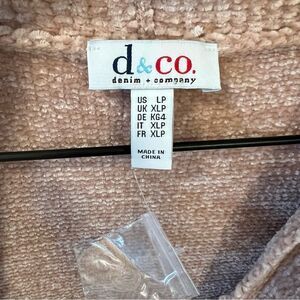 d&co.
denim + company
US LP
UK XLP
DE KG4
IT XLP
FR XLP
MADE IN
CHINA